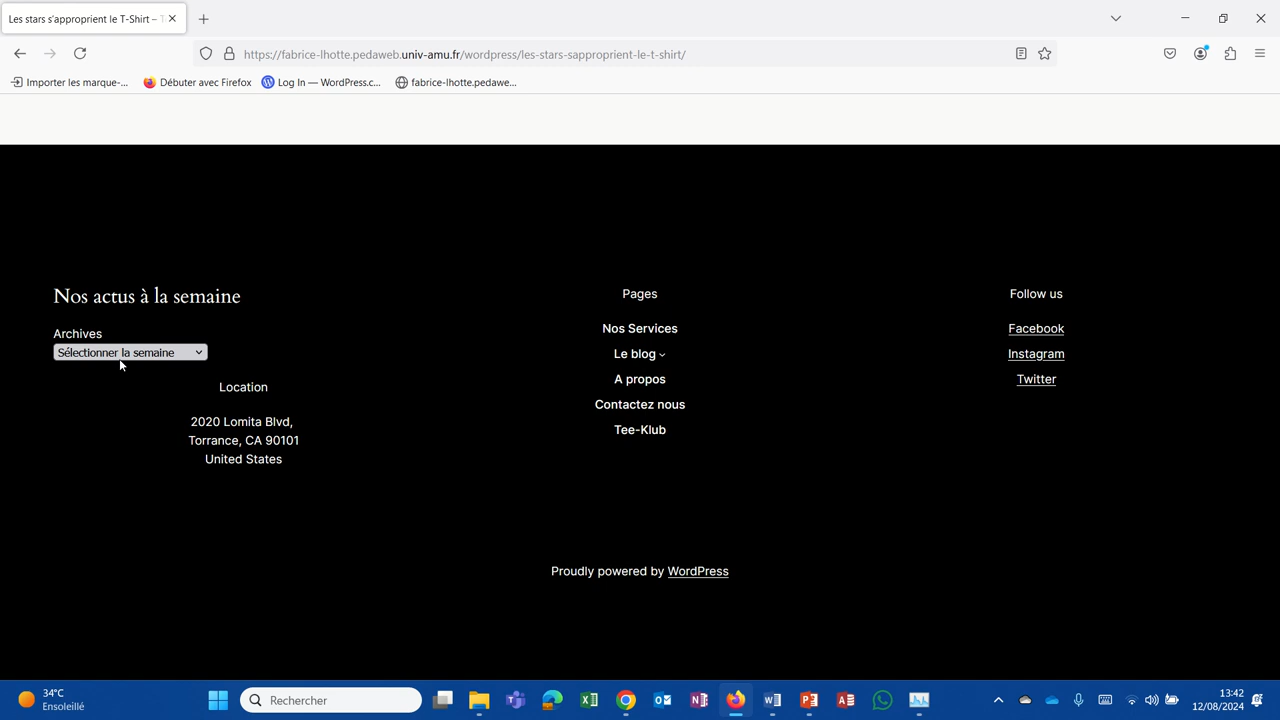 Les stars s'approprient le T-Shirt – T
https://fabrice-lhotte.pedaweb.univ-amu.fr/wordpress/les-stars-sapproprient-le-t-shirt/
Importer les marque-... Débuter avec Firefox Log In — WordPress.c... fabrice-lhotte.pedawe...
Nos actus à la semaine
Archives
Sélectionner la semaine
Location
2020 Lomita Blvd,
Torrance, CA 90101
United States
Pages
Nos Services
Le blog
A propos
Contactez nous
Tee-Klub
Follow us
Facebook
Instagram
Twitter
Proudly powered by WordPress
34°C
Ensoleillé
Rechercher
13:42
12/08/2024